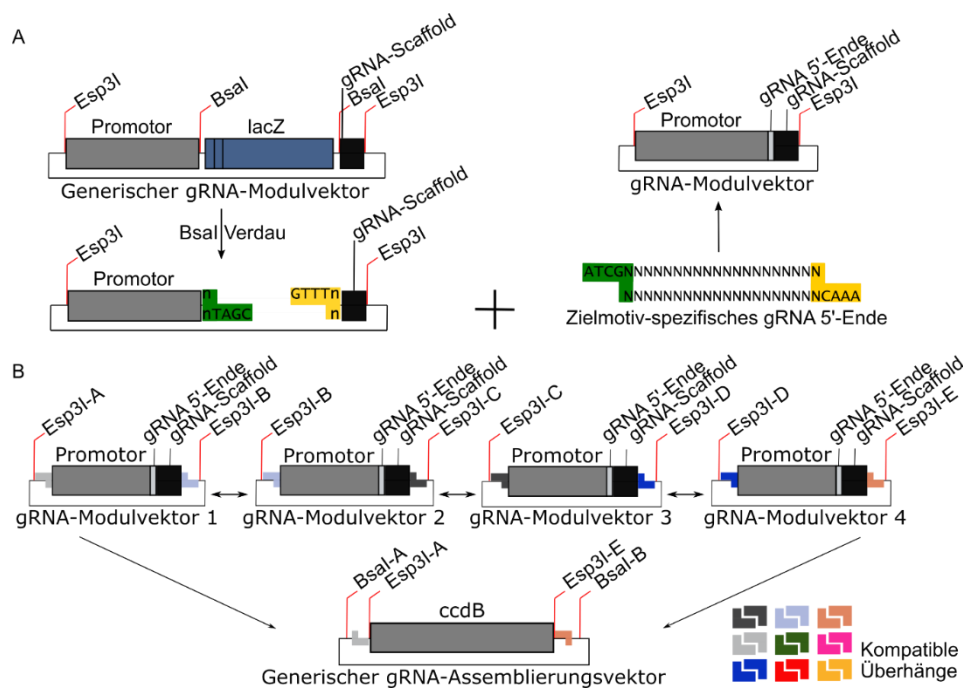 A
Esp3I
BsaI
gRNA-Scaffold
BsaI
Esp3I
Promotor
lacZ
Generischer gRNA-Modulvektor
BsaI Verdau
Esp3I
gRNA-Scaffold
Esp3I
Promotor
n
nTAGC
GTTTn
n
+
Esp3I
gRNA 5'-Ende
gRNA-Scaffold
Esp3I
Promotor
gRNA-Modulvektor
ATCGNNNNNNNNNNNNNNNNNNNN
NNNNNNNNNNNNNNNNNNNNCAAA
Zielmotiv-spezifisches gRNA 5'-Ende
B
Esp3I-A
gRNA 5'-Ende
gRNA-Scaffold
Esp3I-B
Promotor
gRNA-Modulvektor 1
Esp3I-B
gRNA 5'-Ende
gRNA-Scaffold
Esp3I-C
Promotor
gRNA-Modulvektor 2
Esp3I-C
gRNA 5'-Ende
gRNA-Scaffold
Esp3I-D
Promotor
gRNA-Modulvektor 3
Esp3I-D
gRNA 5'-Ende
gRNA-Scaffold
Esp3I-E
Promotor
gRNA-Modulvektor 4
BsaI-A
Esp3I-A
Esp3I-E
BsaI-B
ccdB
Generischer gRNA-Assemblierungsvektor
Kompatible
Überhänge